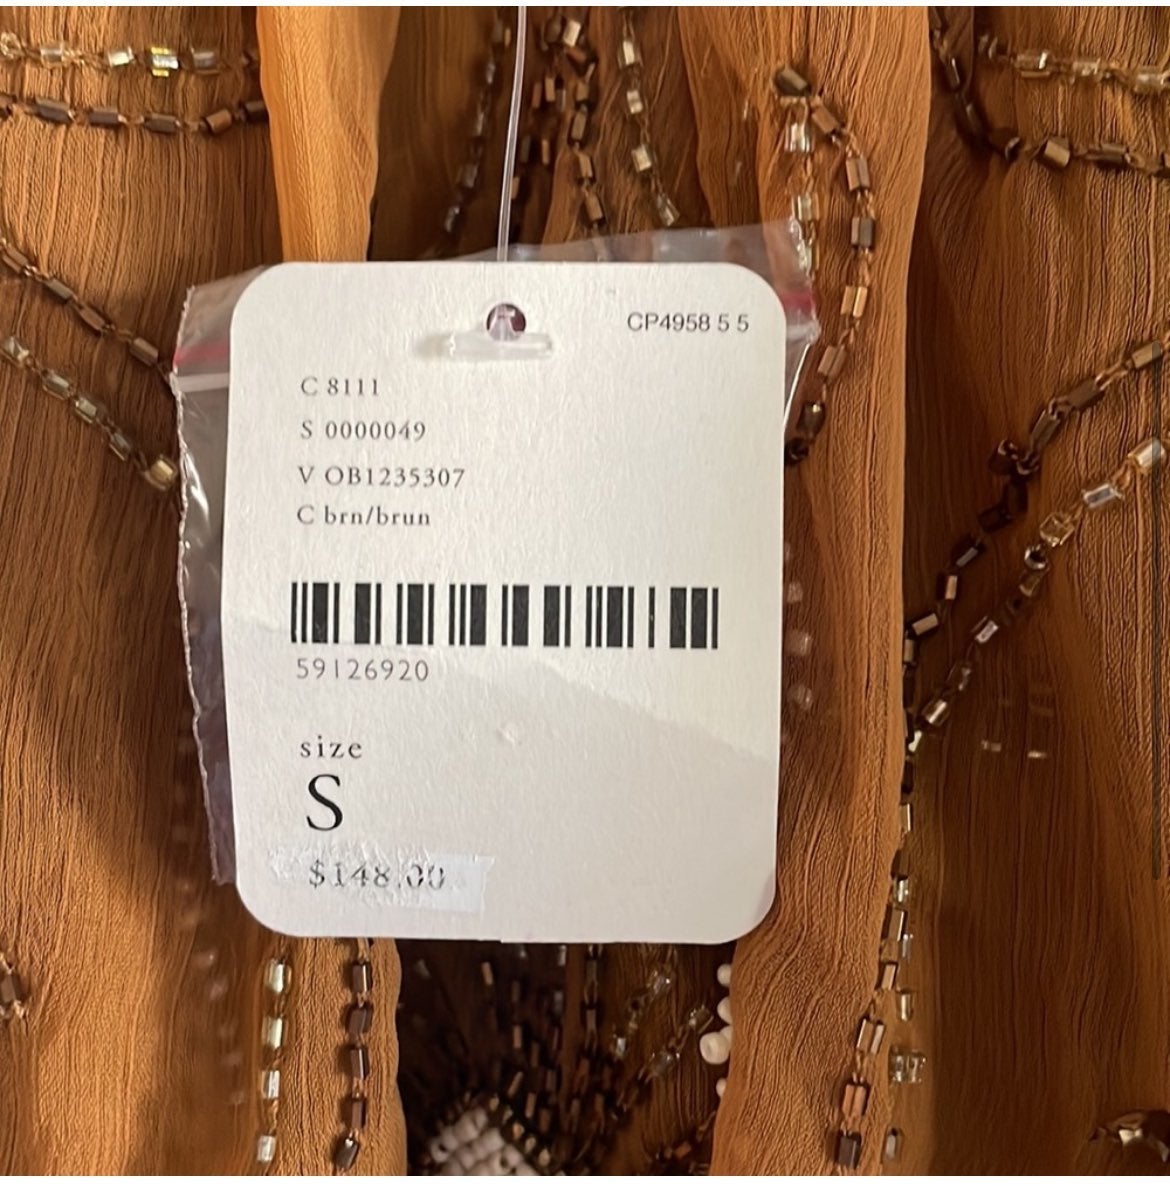 CP4958 5 5
C 8111
S 0000049
V OB1235307
C brn/brun
59126920
size
S
$148.00